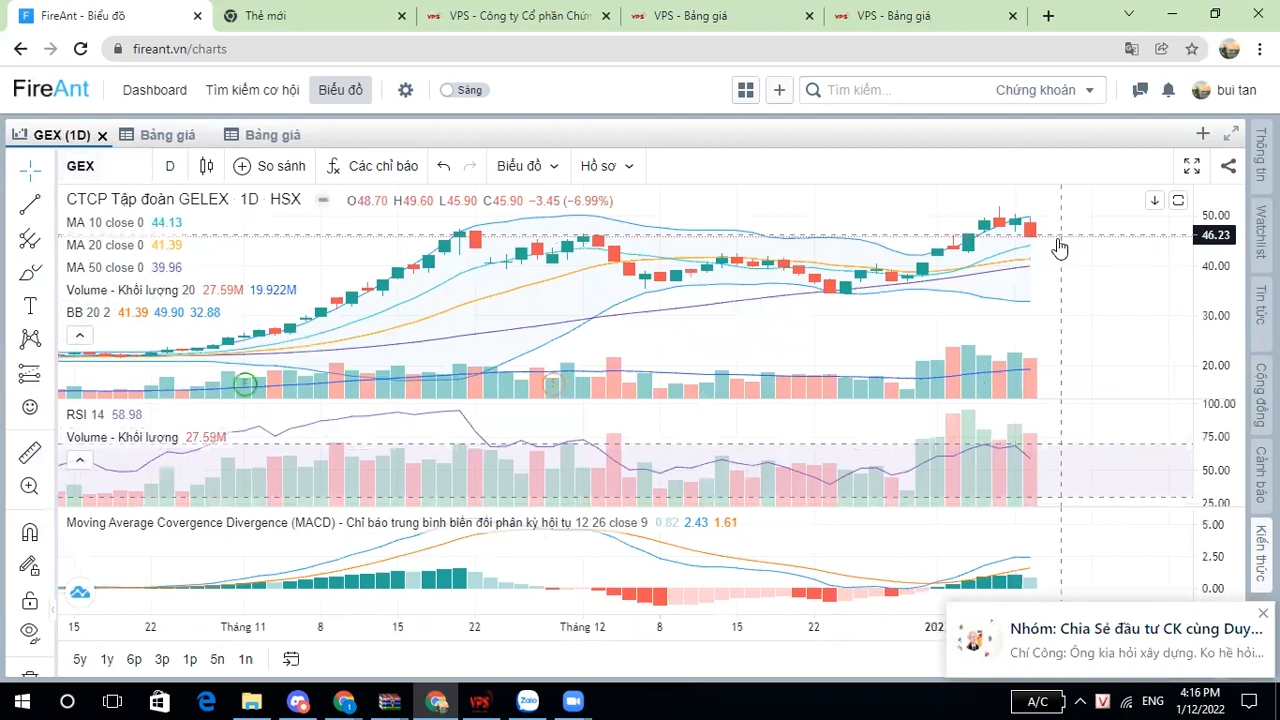 FireAnt - Biểu đồ
Thẻ mới
VPS - Công ty Cổ phần Chứn
VPS - Bảng giá
VPS - Bảng giá
fireant.vn/charts
FireAnt
Dashboard
Tìm kiếm cơ hội
Biểu đồ
Sáng
Tìm kiếm...
Chứng khoán
bui tan
GEX (1D)
Bảng giá
Bảng giá
GEX
D
So sánh
Các chỉ báo
Biểu đồ
Hồ sơ
CTCP Tập đoàn GELEX · 1D · HSX
O48.70 H49.60 L45.90 C45.90 −3.45 (−6.99%)
MA 10 close 0 44.13
MA 20 close 0 41.39
MA 50 close 0 39.96
Volume - Khối lượng 20 27.59M 19.922M
BB 20 2 41.39 49.90 32.88
50.00
46.23
40.00
30.00
20.00
RSI 14 58.98
Volume - Khối lượng 27.59M
100.00
75.00
50.00
25.00
Moving Average Covergence Divergence (MACD) - Chỉ báo trung bình biến đổi phân kỳ hội tụ 12 26 close 9 0.82 2.43 1.61
5.00
2.50
0.00
15
22
Tháng 11
8
15
22
Tháng 12
8
15
22
202
5y
1y
6p
3p
1p
5n
1n
Thông tin
Watchlist
Tin tức
Cộng đồng
Cảnh báo
Kiến thức
Nhóm: Chia Sẻ đầu tư CK cùng Duy...
Chí Công: Ông kia hỏi xây dựng. Ko hề hỏi...
A/C
V
ENG
4:16 PM
1/12/2022
VPS
Zalo